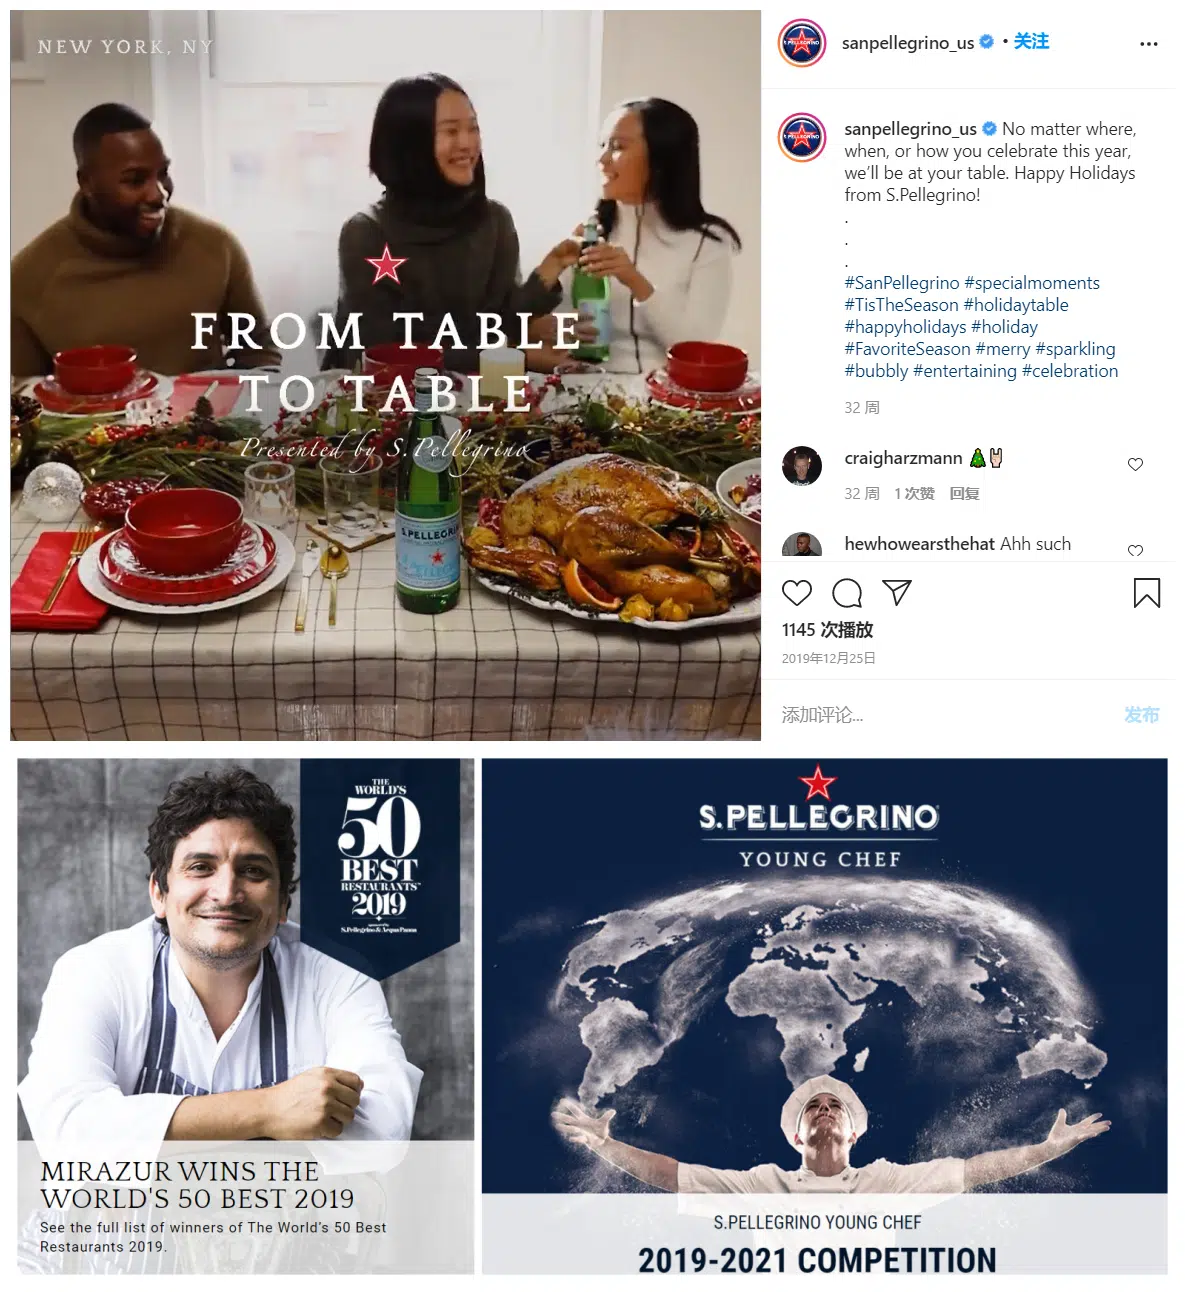 NEW YORK, NY
FROM TABLE
TO TABLE
Presented by S.Pellegrino
S.PELLEGRINO
sanpellegrino_us • 关注
sanpellegrino_us No matter where,
when, or how you celebrate this year,
we'll be at your table. Happy Holidays
from S.Pellegrino!
.
.
.
#SanPellegrino #specialmoments
#TisTheSeason #holidaytable
#happyholidays #holiday
#FavoriteSeason #merry #sparkling
#bubbly #entertaining #celebration
32 周
craigharzmann 🎄🤘🏻
32 周 1 次赞 回复
hewhowearsthehat Ahh such
1145 次播放
2019年12月25日
添加评论...
发布
THE
WORLD'S
50
BEST
RESTAURANTS™
2019
sponsored by
S.Pellegrino & Acqua Panna
MIRAZUR WINS THE
WORLD'S 50 BEST 2019
See the full list of winners of The World's 50 Best
Restaurants 2019.
S.PELLEGRINO®
YOUNG CHEF
S.PELLEGRINO YOUNG CHEF
2019-2021 COMPETITION